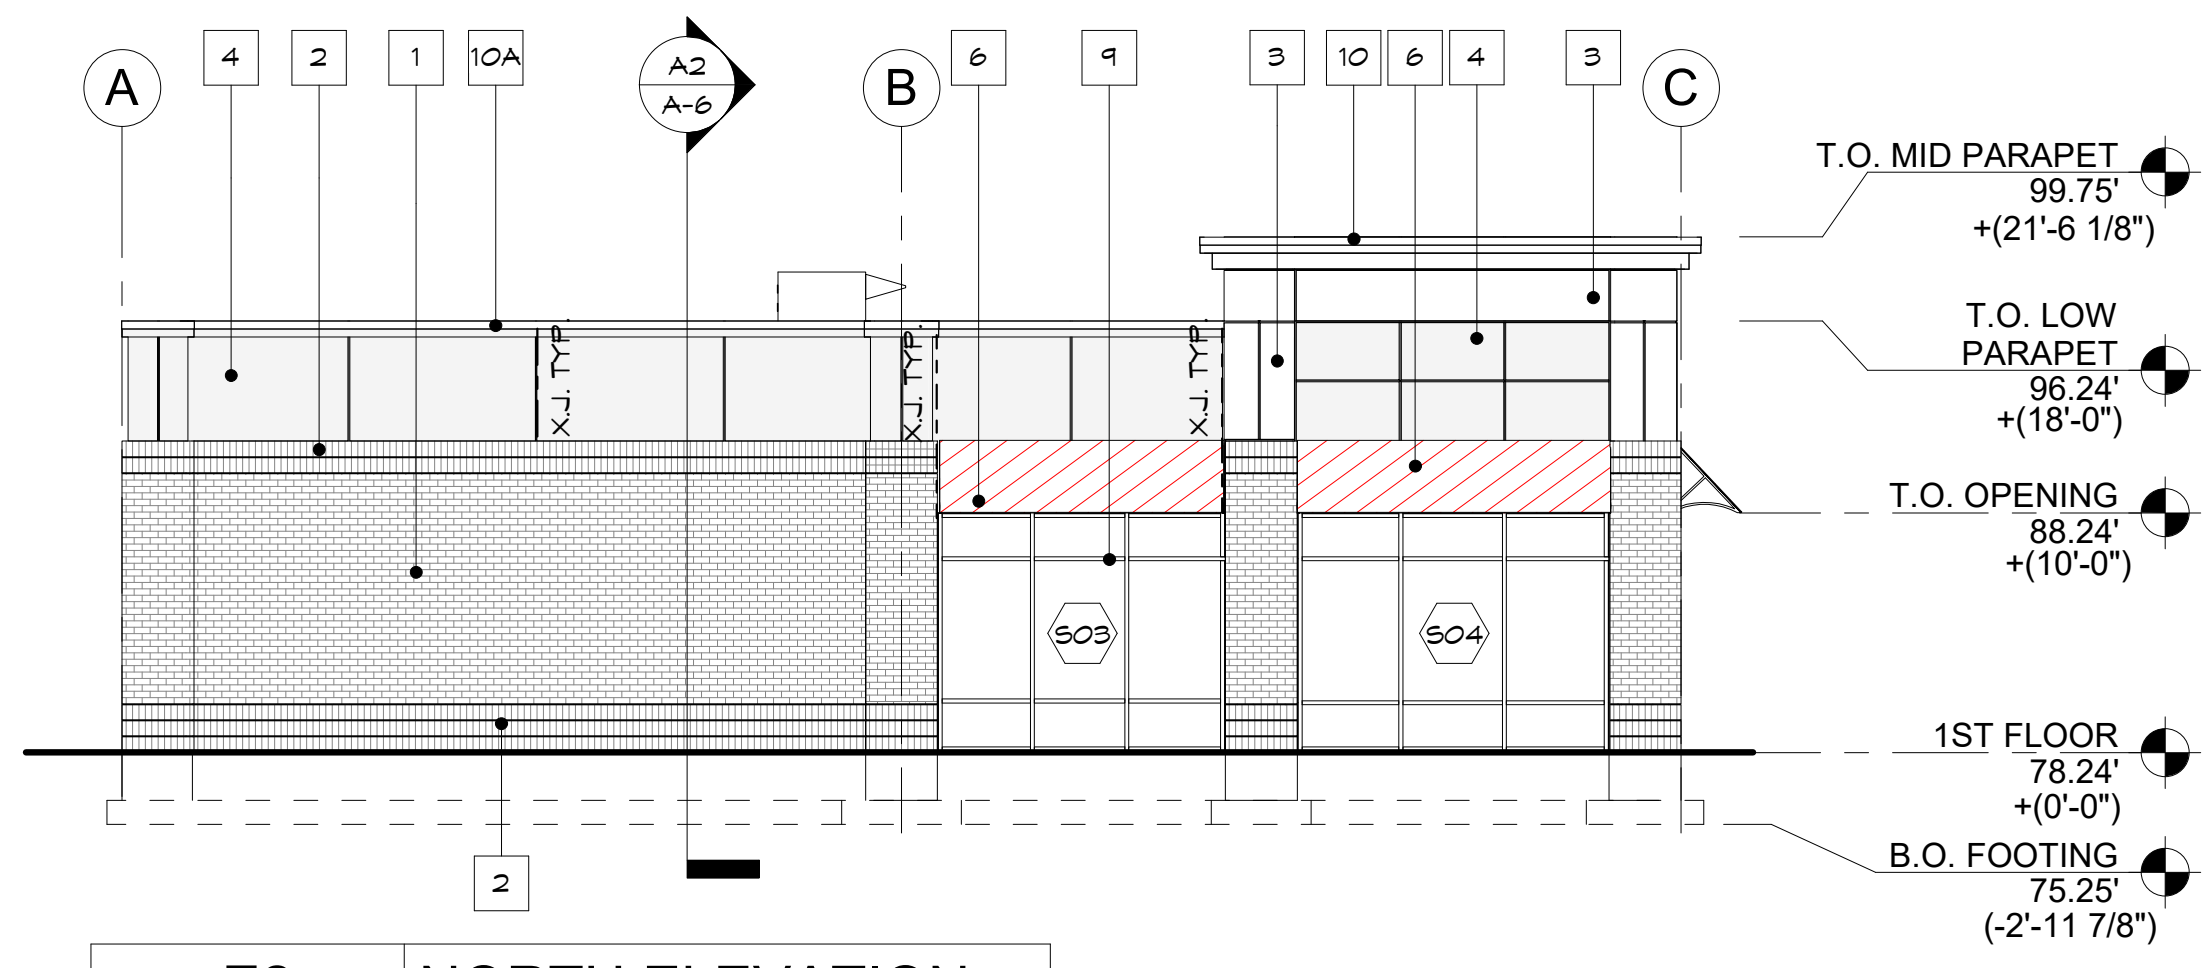 A
4
2
1
10A
A2
A-6
B
6
9
3
10
6
4
3
C
T.O. MID PARAPET
99.75'
+(21'-6 1/8")
T.O. LOW
PARAPET
96.24'
+(18'-0")
X.J. TYP.
X.J. TYP.
X.J. TYP.
T.O. OPENING
88.24'
+(10'-0")
S03
S04
1ST FLOOR
78.24'
+(0'-0")
B.O. FOOTING
75.25'
(-2'-11 7/8")
2
NORTH ELEVATION